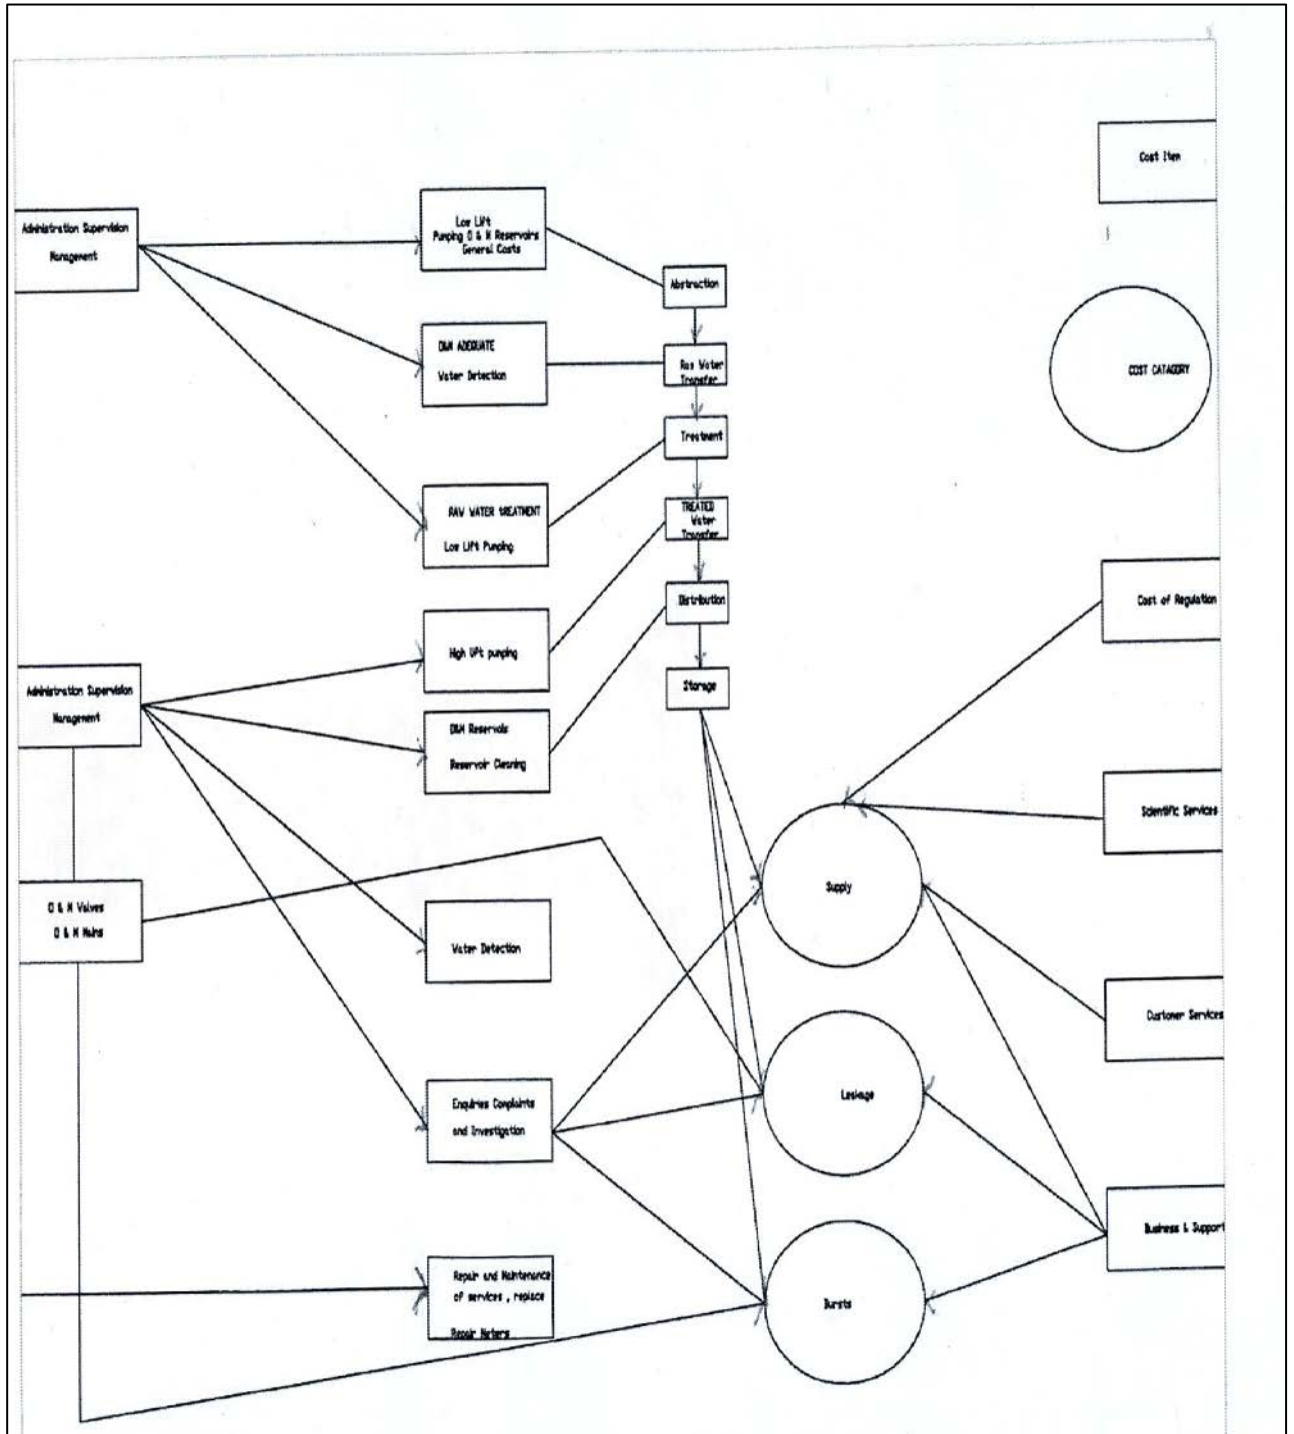 Cost Item
Administration Supervision
Management
Low Lift
Pumping O & M Reservoirs
General Costs
Abstraction
COST CATAGORY
O&M ADEQUATE
Water Detection
Raw Water
Transfer
Treatment
RAW WATER tREATMENT
Low Lift Pumping
TREATED
Water
Transfer
Distribution
Cost of Regulation
High lift pumping
Administration Supervision
Management
Storage
O&M Reservois
Reservoir Cleaning
Scientific Services
Supply
O & M Valves
O & M Mains
Water Detection
Customer Services
Enquiries Complaints
and Investigation
Leakage
Business & Support
Repair and Maintenance
of services , replace
Repair Meters
Bursts